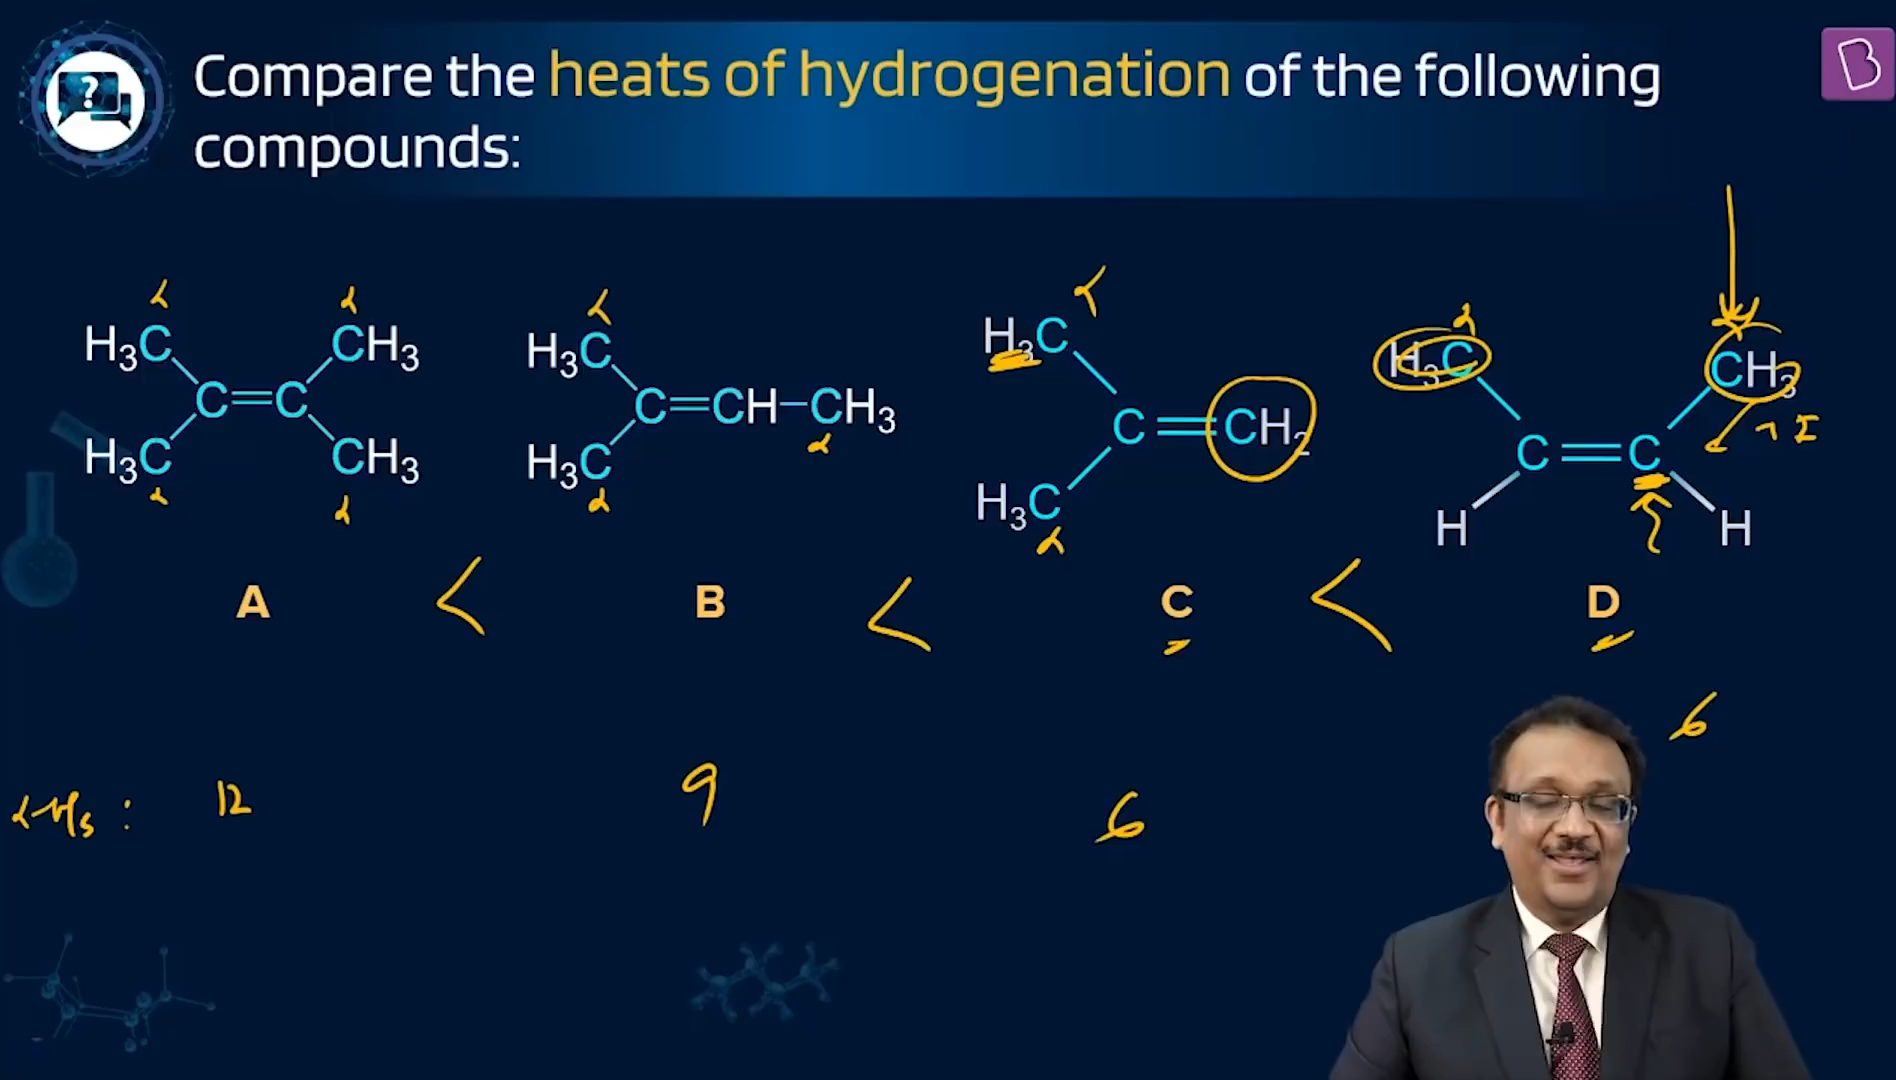 Compare the heats of hydrogenation of the following
compounds:
α α α α α
H₃C CH₃ H₃C H₃C H₃C CH₃
C=C C=CH–CH₃ C=CH₂ C=C +I
H₃C CH₃ H₃C α H₃C H H
α α α α
A < B < C < D
6
α-H's : 12 9 6